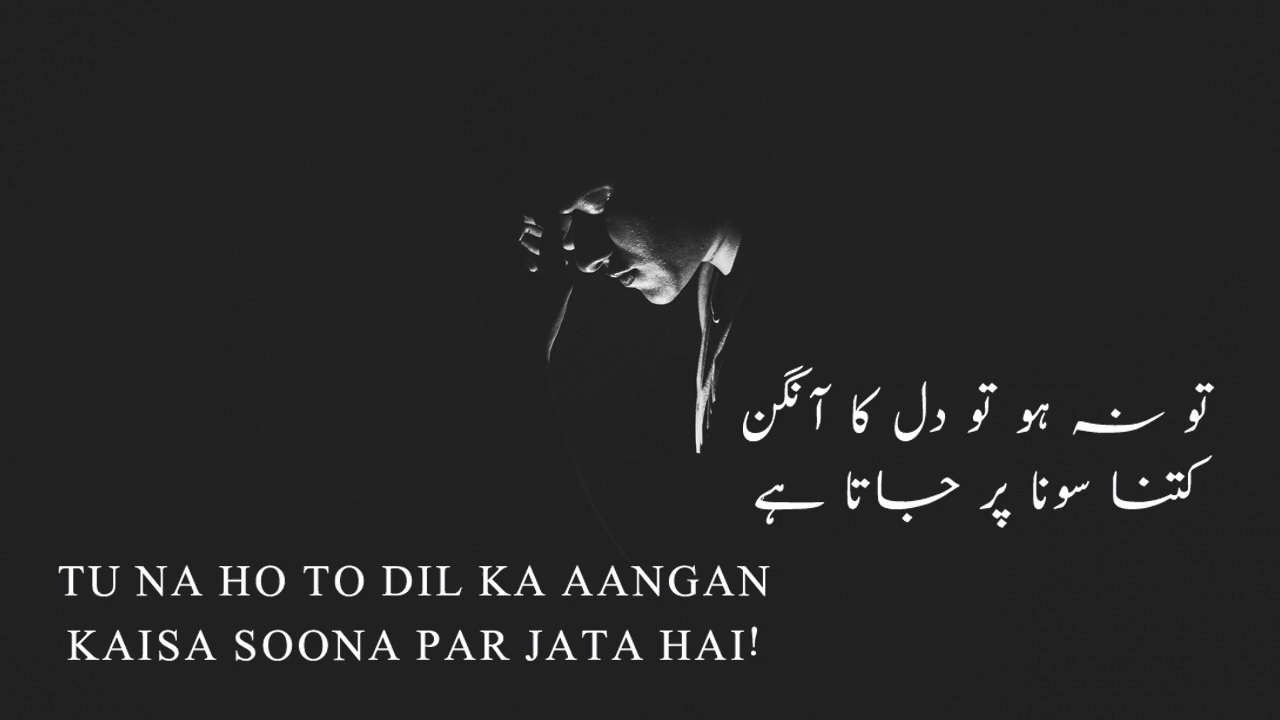 تو نہ ہو تو دل کا آنگن
کتنا سونا پر جاتا ہے
TU NA HO TO DIL KA AANGAN
KAISA SOONA PAR JATA HAI!